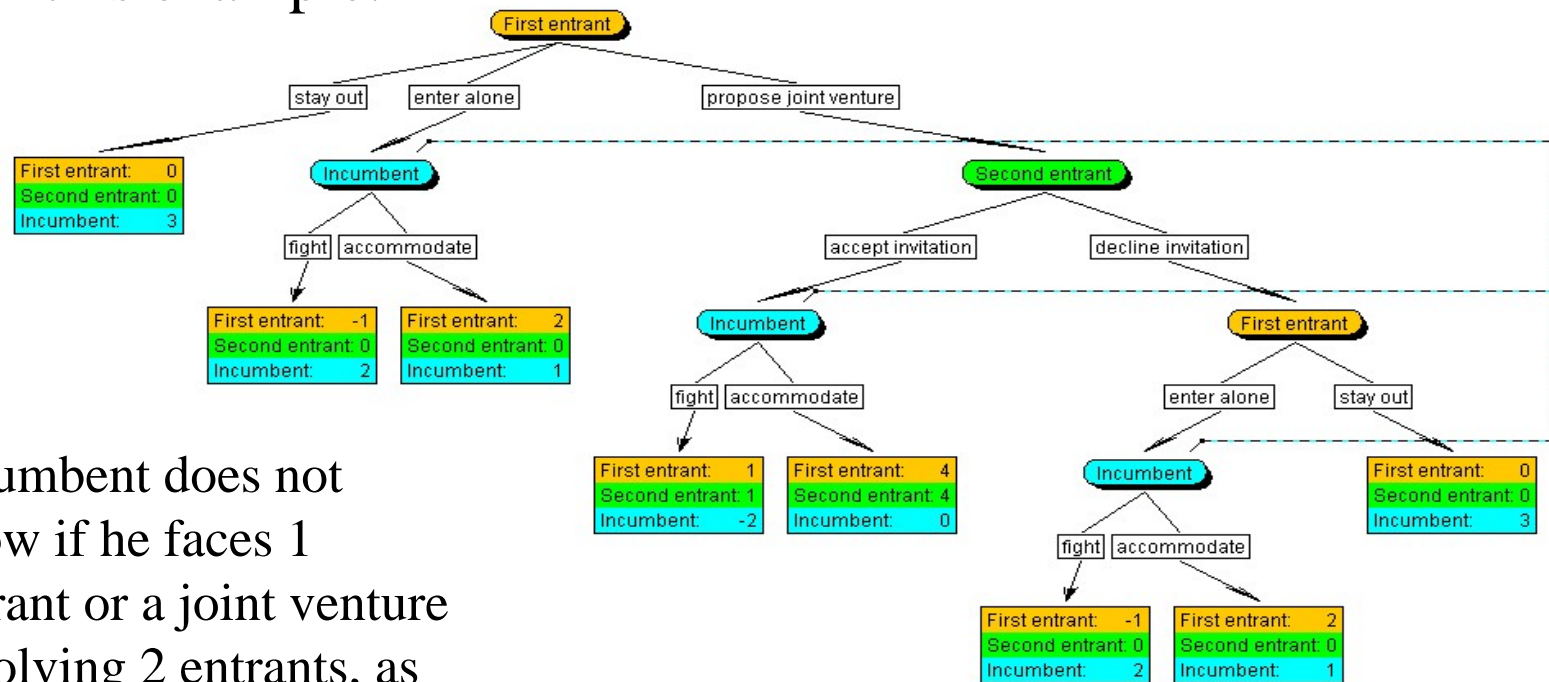 First entrant
stay out
enter alone
propose joint venture
First entrant: 0
Second entrant: 0
Incumbent: 3
Incumbent
Second entrant
fight
accommodate
accept invitation
decline invitation
First entrant: -1
Second entrant: 0
Incumbent: 2
First entrant: 2
Second entrant: 0
Incumbent: 1
Incumbent
First entrant
fight
accommodate
enter alone
stay out
First entrant: 1
Second entrant: 1
Incumbent: -2
First entrant: 4
Second entrant: 4
Incumbent: 0
Incumbent
First entrant: 0
Second entrant: 0
Incumbent: 3
fight
accommodate
First entrant: -1
Second entrant: 0
Incumbent: 2
First entrant: 2
Second entrant: 0
Incumbent: 1
umbent does not
ow if he faces 1
rant or a joint venture
olving 2 entrants, as